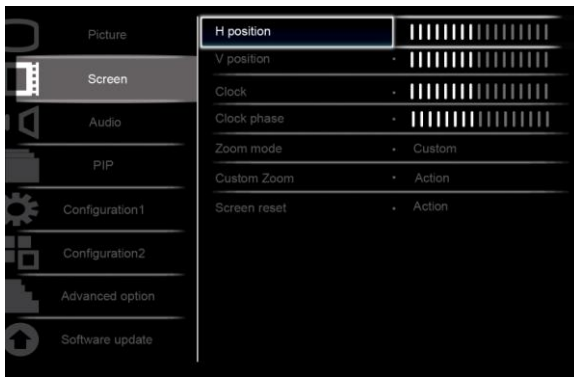 Picture
Screen
Audio
PIP
Configuration1
Configuration2
Advanced option
Software update
H position
V position
Clock
Clock phase
Zoom mode • Custom
Custom Zoom • Action
Screen reset • Action